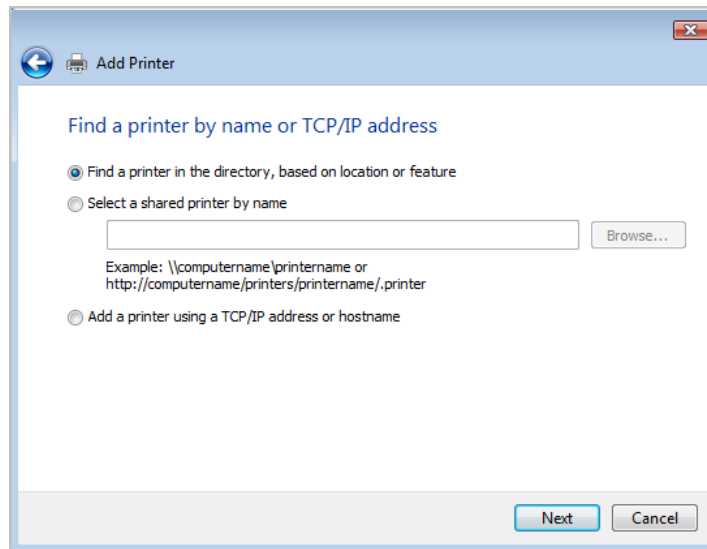 Add Printer
Find a printer by name or TCP/IP address
Find a printer in the directory, based on location or feature
Select a shared printer by name
Browse...
Example: \\computername\printername or
http://computername/printers/printername/.printer
Add a printer using a TCP/IP address or hostname
Next Cancel